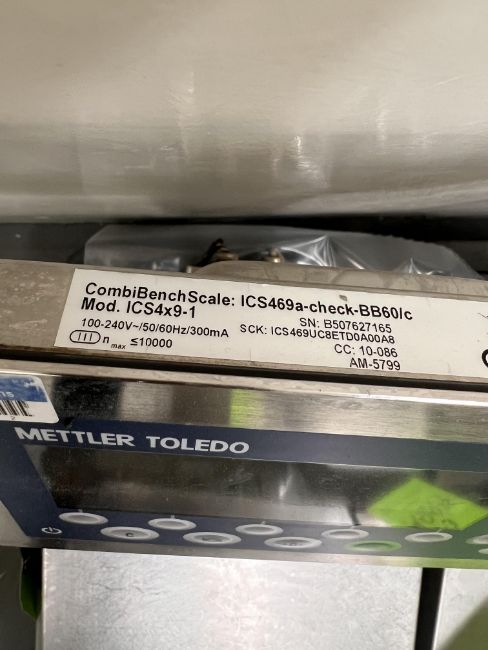 CombiBenchScale: ICS469a-check-BB60/c
Mod. ICS4x9-1
SN: B507627165
100-240V~/50/60Hz/300mA
SCK: ICS469UC8ETD0A00A8
III n max ≤10000
CC: 10-086
AM-5799
METTLER TOLEDO